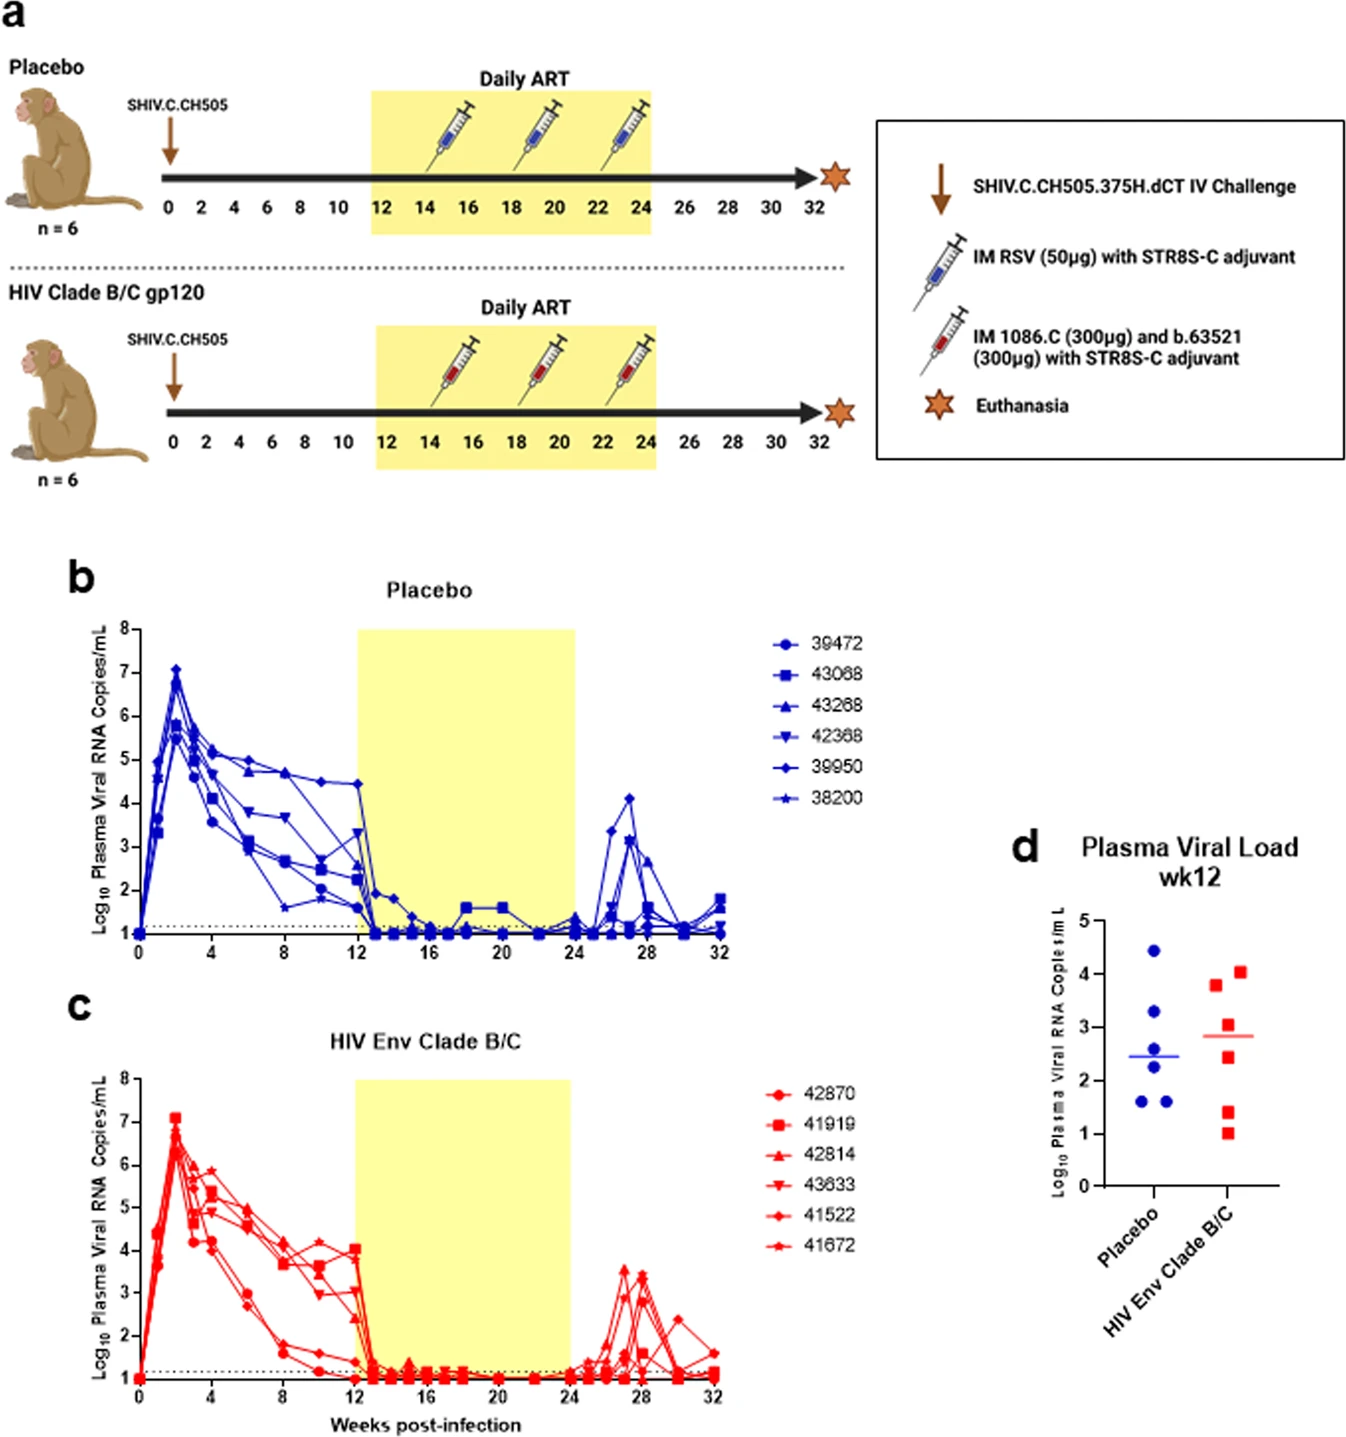 a
Placebo
Daily ART
SHIV.C.CH505
0 2 4 6 8 10 12 14 16 18 20 22 24 26 28 30 32
n = 6
HIV Clade B/C gp120
Daily ART
SHIV.C.CH505
0 2 4 6 8 10 12 14 16 18 20 22 24 26 28 30 32
n = 6
SHIV.C.CH505.375H.dCT IV Challenge
IM RSV (50µg) with STR8S-C adjuvant
IM 1086.C (300µg) and b.63521
(300µg) with STR8S-C adjuvant
Euthanasia
b
Placebo
Log10 Plasma Viral RNA Copies/mL
8
7
6
5
4
3
2
1
0 4 8 12 16 20 24 28 32
39472
43068
43268
42368
39950
38200
c
HIV Env Clade B/C
Log10 Plasma Viral RNA Copies/mL
8
7
6
5
4
3
2
1
0 4 8 12 16 20 24 28 32
Weeks post-infection
42870
41919
42814
43633
41522
41672
d
Plasma Viral Load
wk12
Log10 Plasma Viral RNA Copies/mL
5
4
3
2
1
0
Placebo
HIV Env Clade B/C